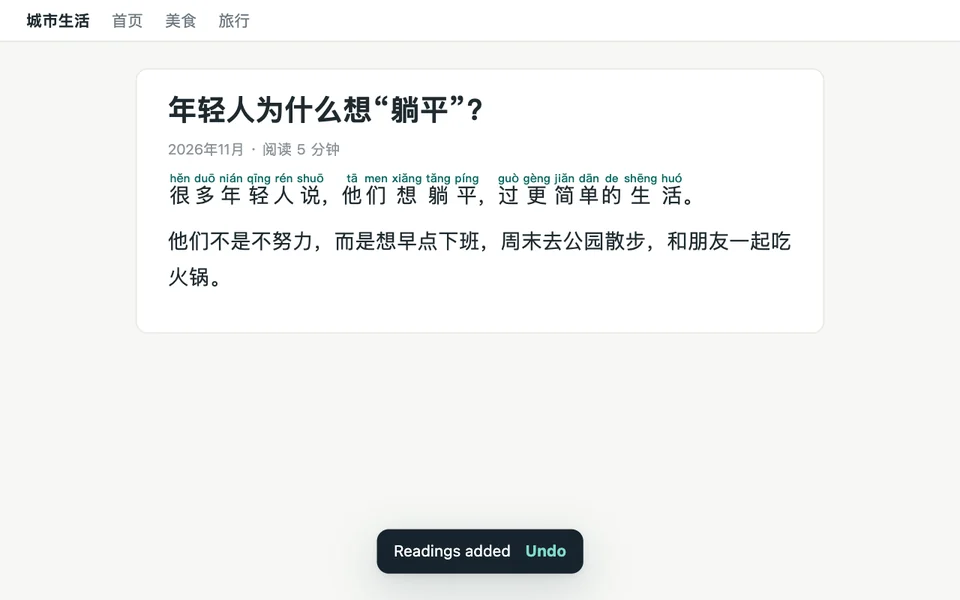 城市生活 首页 美食 旅行
年轻人为什么想“躺平”?
2026年11月 · 阅读 5 分钟
hěn duō nián qīng rén shuō tā men xiǎng tǎng píng guò gèng jiǎn dān de shēng huó
很多年轻人说，他们想躺平，过更简单的生活。
他们不是不努力，而是想早点下班，周末去公园散步，和朋友一起吃
火锅。
Readings added Undo